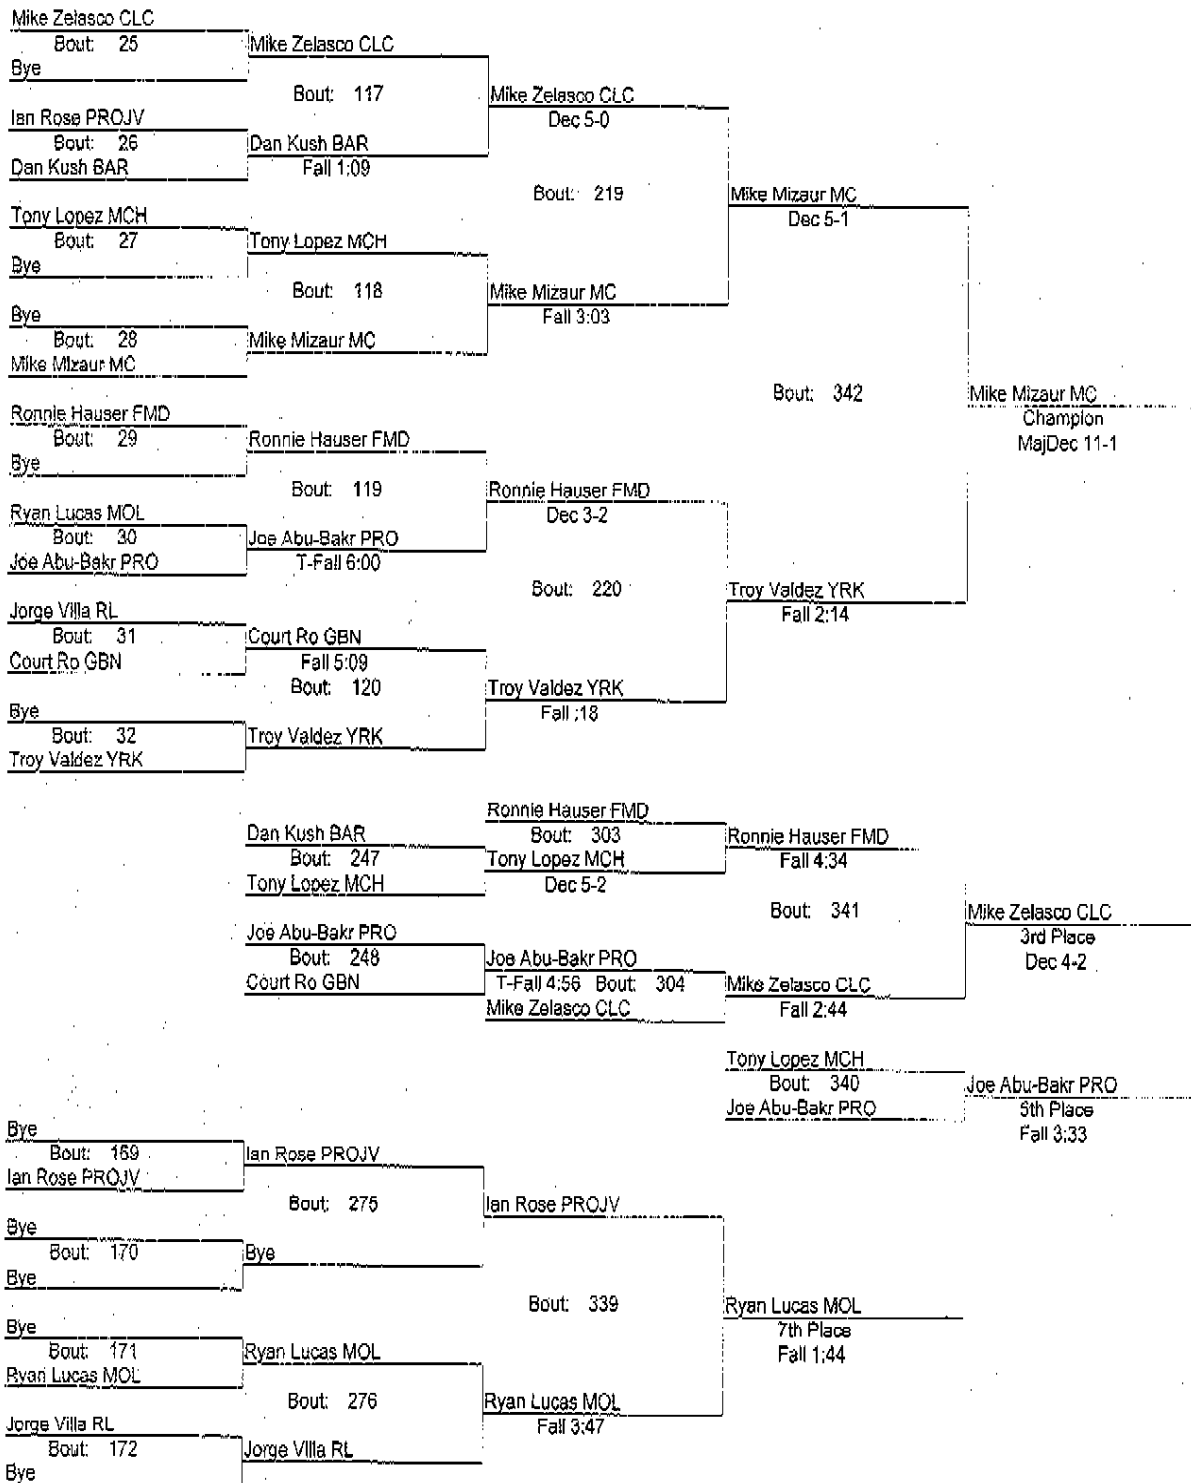 Mike Zelasco CLC
Bout: 25
Bye
Mike Zelasco CLC
Bout: 117
Mike Zelasco CLC
Dec 5-0
Ian Rose PROJV
Bout: 26
Dan Kush BAR
Dan Kush BAR
Fall 1:09
Bout: 219
Mike Mizaur MC
Dec 5-1
Tony Lopez MCH
Bout: 27
Bye
Tony Lopez MCH
Bout: 118
Mike Mizaur MC
Fall 3:03
Bye
Bout: 28
Mike Mizaur MC
Mike Mizaur MC
Bout: 342
Mike Mizaur MC
Champion
MajDec 11-1
Ronnie Hauser FMD
Bout: 29
Bye
Ronnie Hauser FMD
Bout: 119
Ronnie Hauser FMD
Dec 3-2
Ryan Lucas MOL
Bout: 30
Joe Abu-Bakr PRO
Joe Abu-Bakr PRO
T-Fall 6:00
Bout: 220
Troy Valdez YRK
Fall 2:14
Jorge Villa RL
Bout: 31
Court Ro GBN
Court Ro GBN
Fall 5:09
Bout: 120
Troy Valdez YRK
Fall :18
Bye
Bout: 32
Troy Valdez YRK
Troy Valdez YRK
Ronnie Hauser FMD
Dan Kush BAR
Bout: 303
Ronnie Hauser FMD
Bout: 247
Tony Lopez MCH
Fall 4:34
Tony Lopez MCH
Dec 5-2
Bout: 341
Mike Zelasco CLC
3rd Place
Dec 4-2
Joe Abu-Bakr PRO
Bout: 248
Joe Abu-Bakr PRO
Court Ro GBN
T-Fall 4:56 Bout: 304
Mike Zelasco CLC
Mike Zelasco CLC
Fall 2:44
Tony Lopez MCH
Bout: 340
Joe Abu-Bakr PRO
Joe Abu-Bakr PRO
5th Place
Fall 3:33
Bye
Bout: 169
Ian Rose PROJV
Ian Rose PROJV
Bout: 275
Ian Rose PROJV
Bye
Bout: 170
Bye
Bye
Bout: 339
Ryan Lucas MOL
7th Place
Fall 1:44
Bye
Bout: 171
Ryan Lucas MOL
Ryan Lucas MOL
Bout: 276
Ryan Lucas MOL
Fall 3:47
Jorge Villa RL
Bout: 172
Jorge Villa RL
Bye